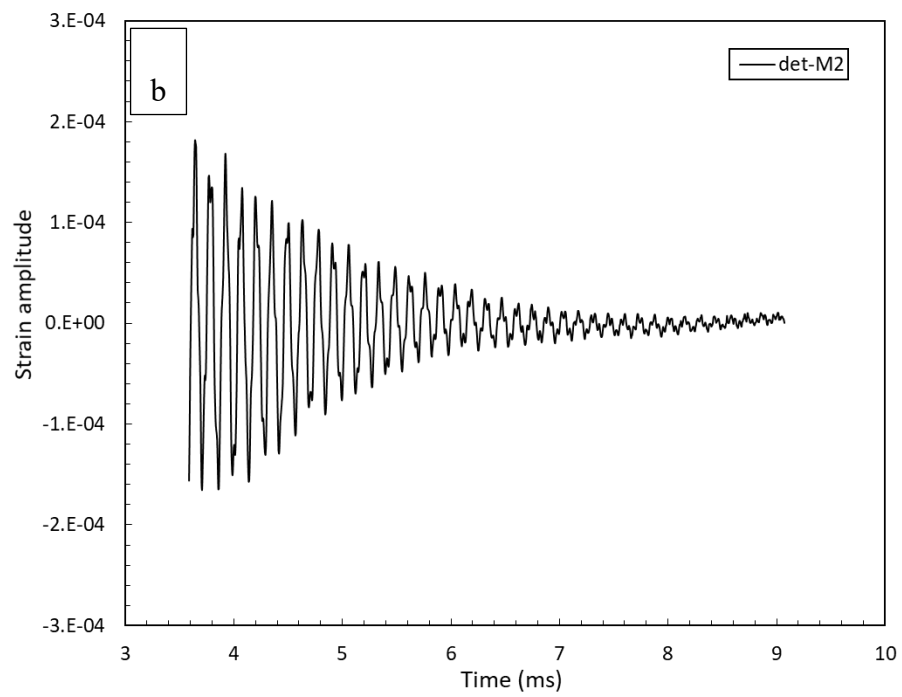 3.E-04
b
det-M2
2.E-04
1.E-04
0.E+00
-1.E-04
-2.E-04
-3.E-04
Strain amplitude
3 4 5 6 7 8 9 10
Time (ms)